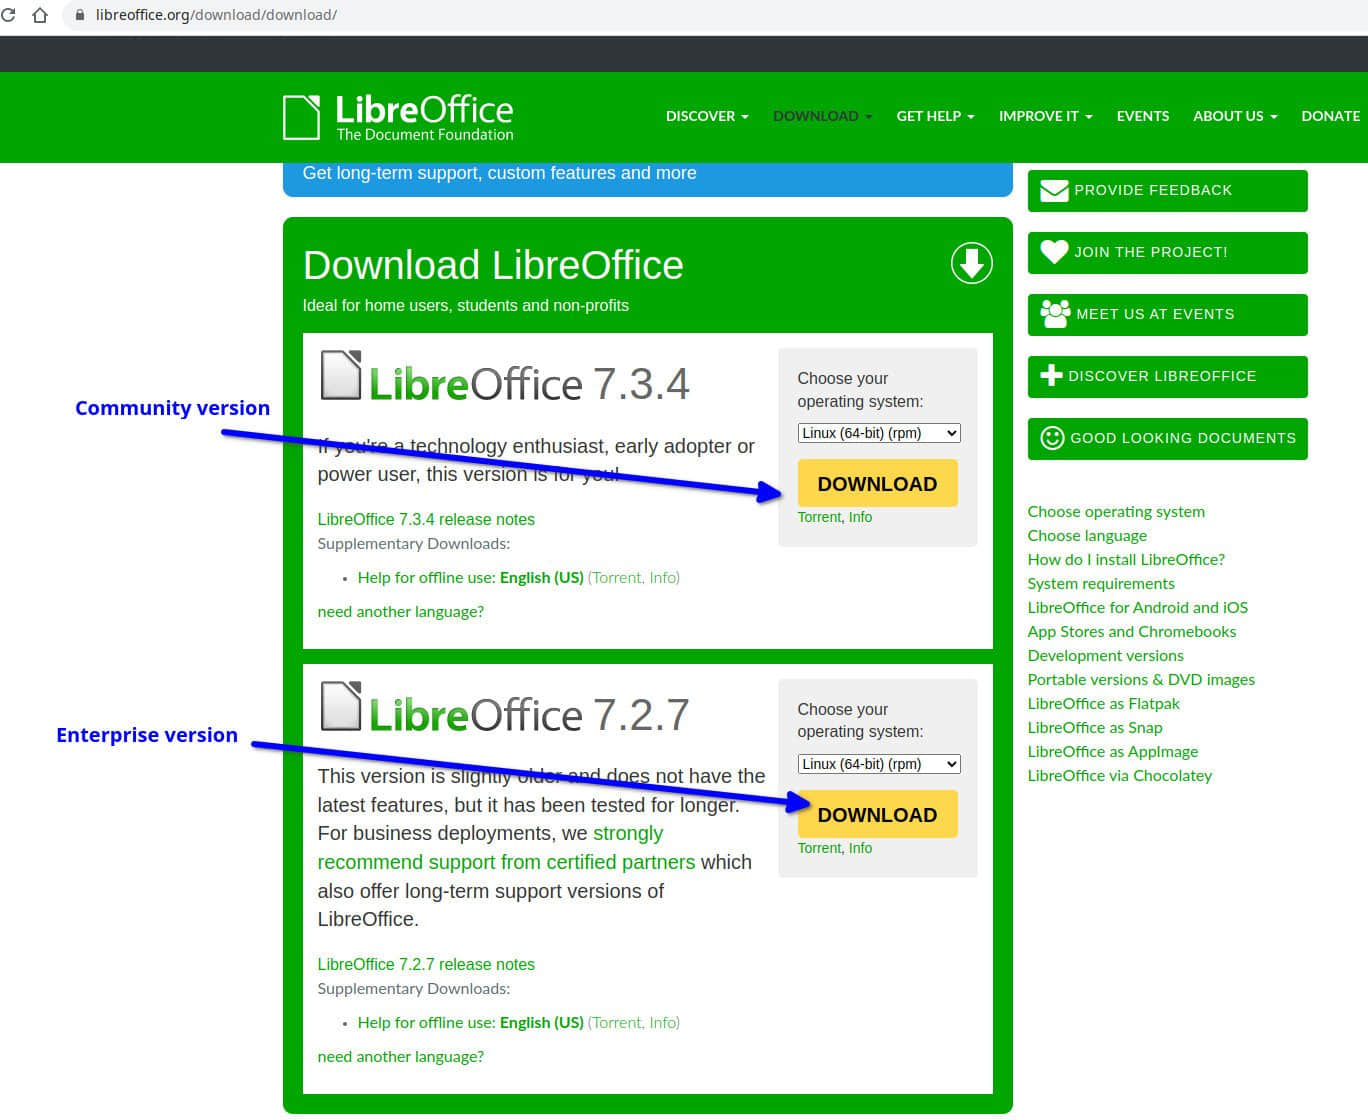 libreoffice.org/download/download/
LibreOffice
The Document Foundation
DISCOVER DOWNLOAD GET HELP IMPROVE IT EVENTS ABOUT US DONATE
Get long-term support, custom features and more
Download LibreOffice
Ideal for home users, students and non-profits
LibreOffice 7.3.4
Community version
If you're a technology enthusiast, early adopter or
power user, this version is for you!
LibreOffice 7.3.4 release notes
Supplementary Downloads:
• Help for offline use: English (US) (Torrent, Info)
need another language?
Choose your
operating system:
Linux (64-bit) (rpm)
DOWNLOAD
Torrent, Info
LibreOffice 7.2.7
Enterprise version
This version is slightly older and does not have the
latest features, but it has been tested for longer.
For business deployments, we strongly
recommend support from certified partners which
also offer long-term support versions of
LibreOffice.
LibreOffice 7.2.7 release notes
Supplementary Downloads:
• Help for offline use: English (US) (Torrent, Info)
need another language?
Choose your
operating system:
Linux (64-bit) (rpm)
DOWNLOAD
Torrent, Info
PROVIDE FEEDBACK
JOIN THE PROJECT!
MEET US AT EVENTS
DISCOVER LIBREOFFICE
GOOD LOOKING DOCUMENTS
Choose operating system
Choose language
How do I install LibreOffice?
System requirements
LibreOffice for Android and iOS
App Stores and Chromebooks
Development versions
Portable versions & DVD images
LibreOffice as Flatpak
LibreOffice as Snap
LibreOffice as AppImage
LibreOffice via Chocolatey